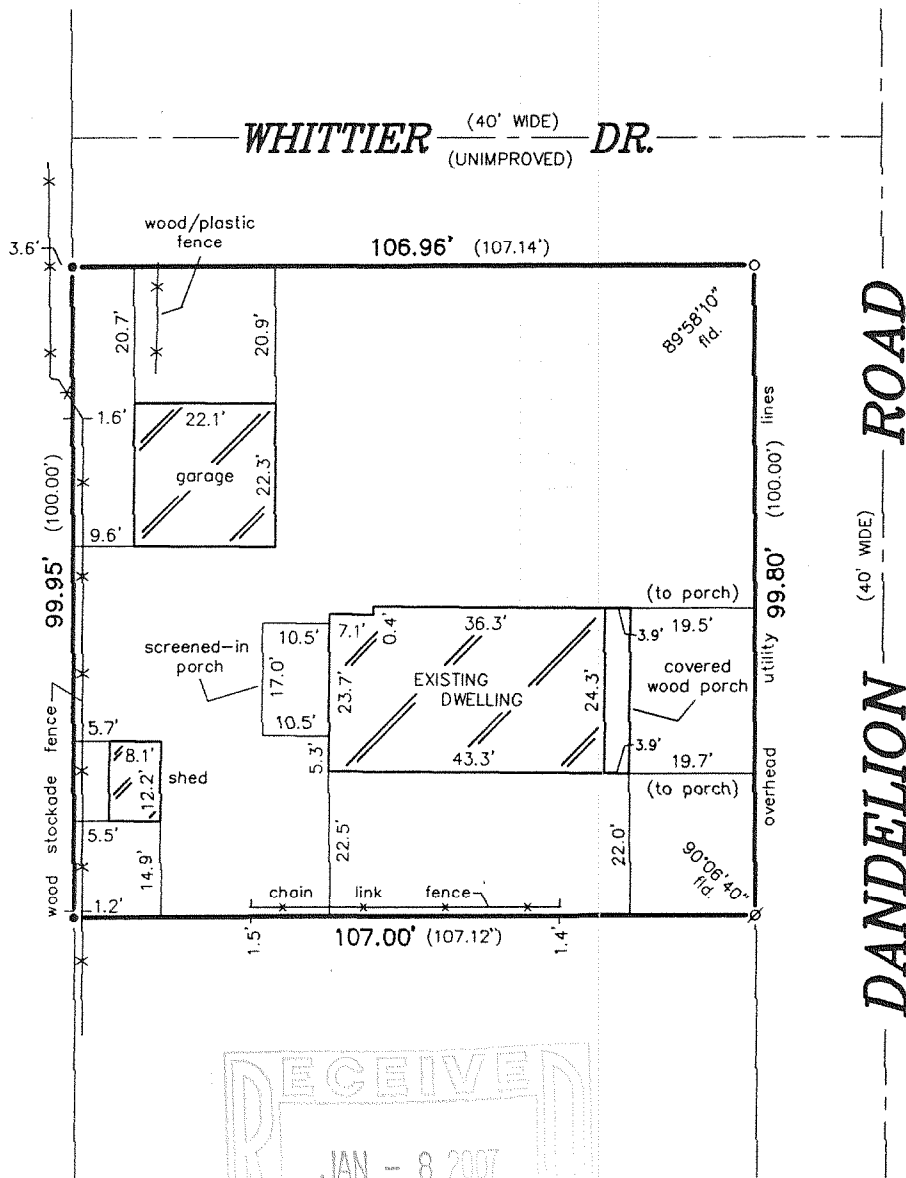 WHITTIER (40' WIDE) DR.
(UNIMPROVED)
wood/plastic
fence
3.6'
106.96' (107.14')
89°58'10"
fld.
20.7'
20.9'
1.6'
22.1'
garage
22.3'
9.6'
99.95' (100.00')
wood stockade fence
overhead utility lines
99.80' (100.00')
DANDELION (40' WIDE) ROAD
(to porch)
19.5'
3.9'
screened-in
porch
10.5'
17.0'
10.5'
7.1'
0.4'
36.3'
23.7'
EXISTING
DWELLING
24.3'
covered
wood porch
43.3'
3.9'
19.7'
(to porch)
5.3'
5.7'
8.1'
shed
12.2'
5.5'
14.9'
22.5'
22.0'
90°06'40"
fld.
1.2'
chain link fence
1.5'
107.00' (107.12')
1.4'
RECEIVED
JAN - 8 2007